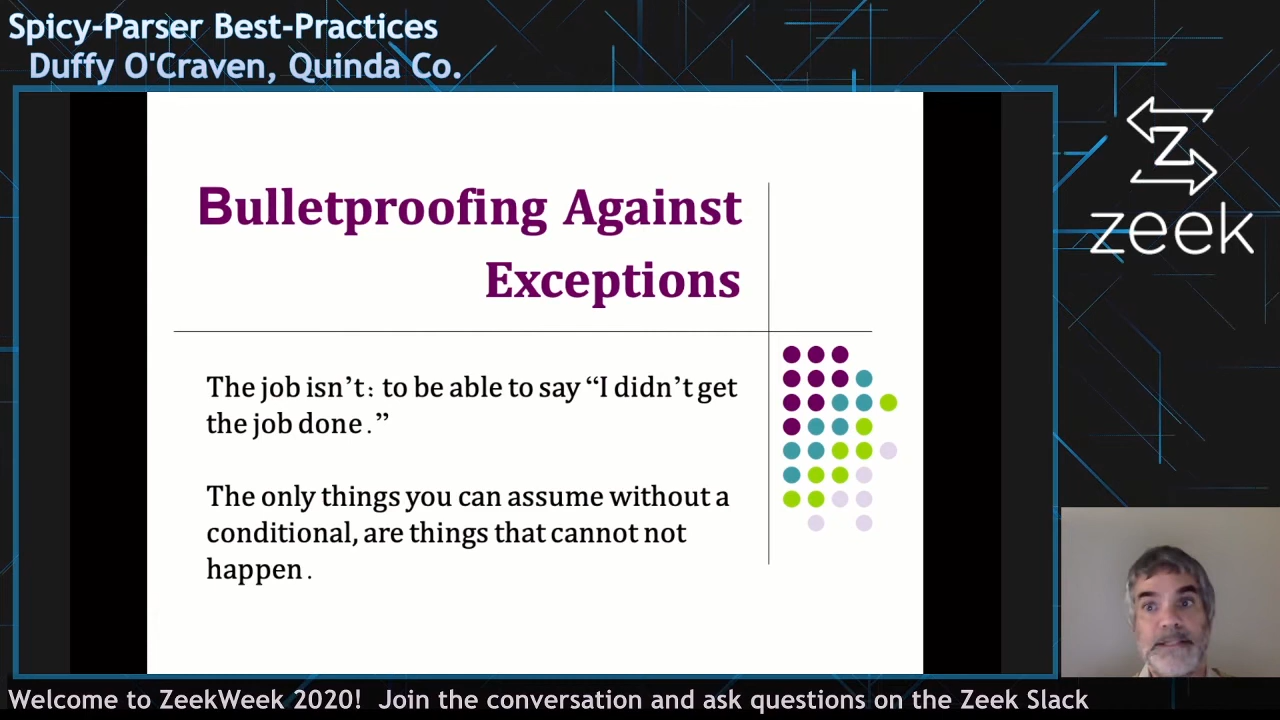 Spicy-Parser Best-Practices
Duffy O'Craven, Quinda Co.
Z
zeek
Bulletproofing Against
Exceptions
The job isn’t: to be able to say “I didn’t get
the job done.”
The only things you can assume without a
conditional, are things that cannot not
happen.
Welcome to ZeekWeek 2020! Join the conversation and ask questions on the Zeek Slack